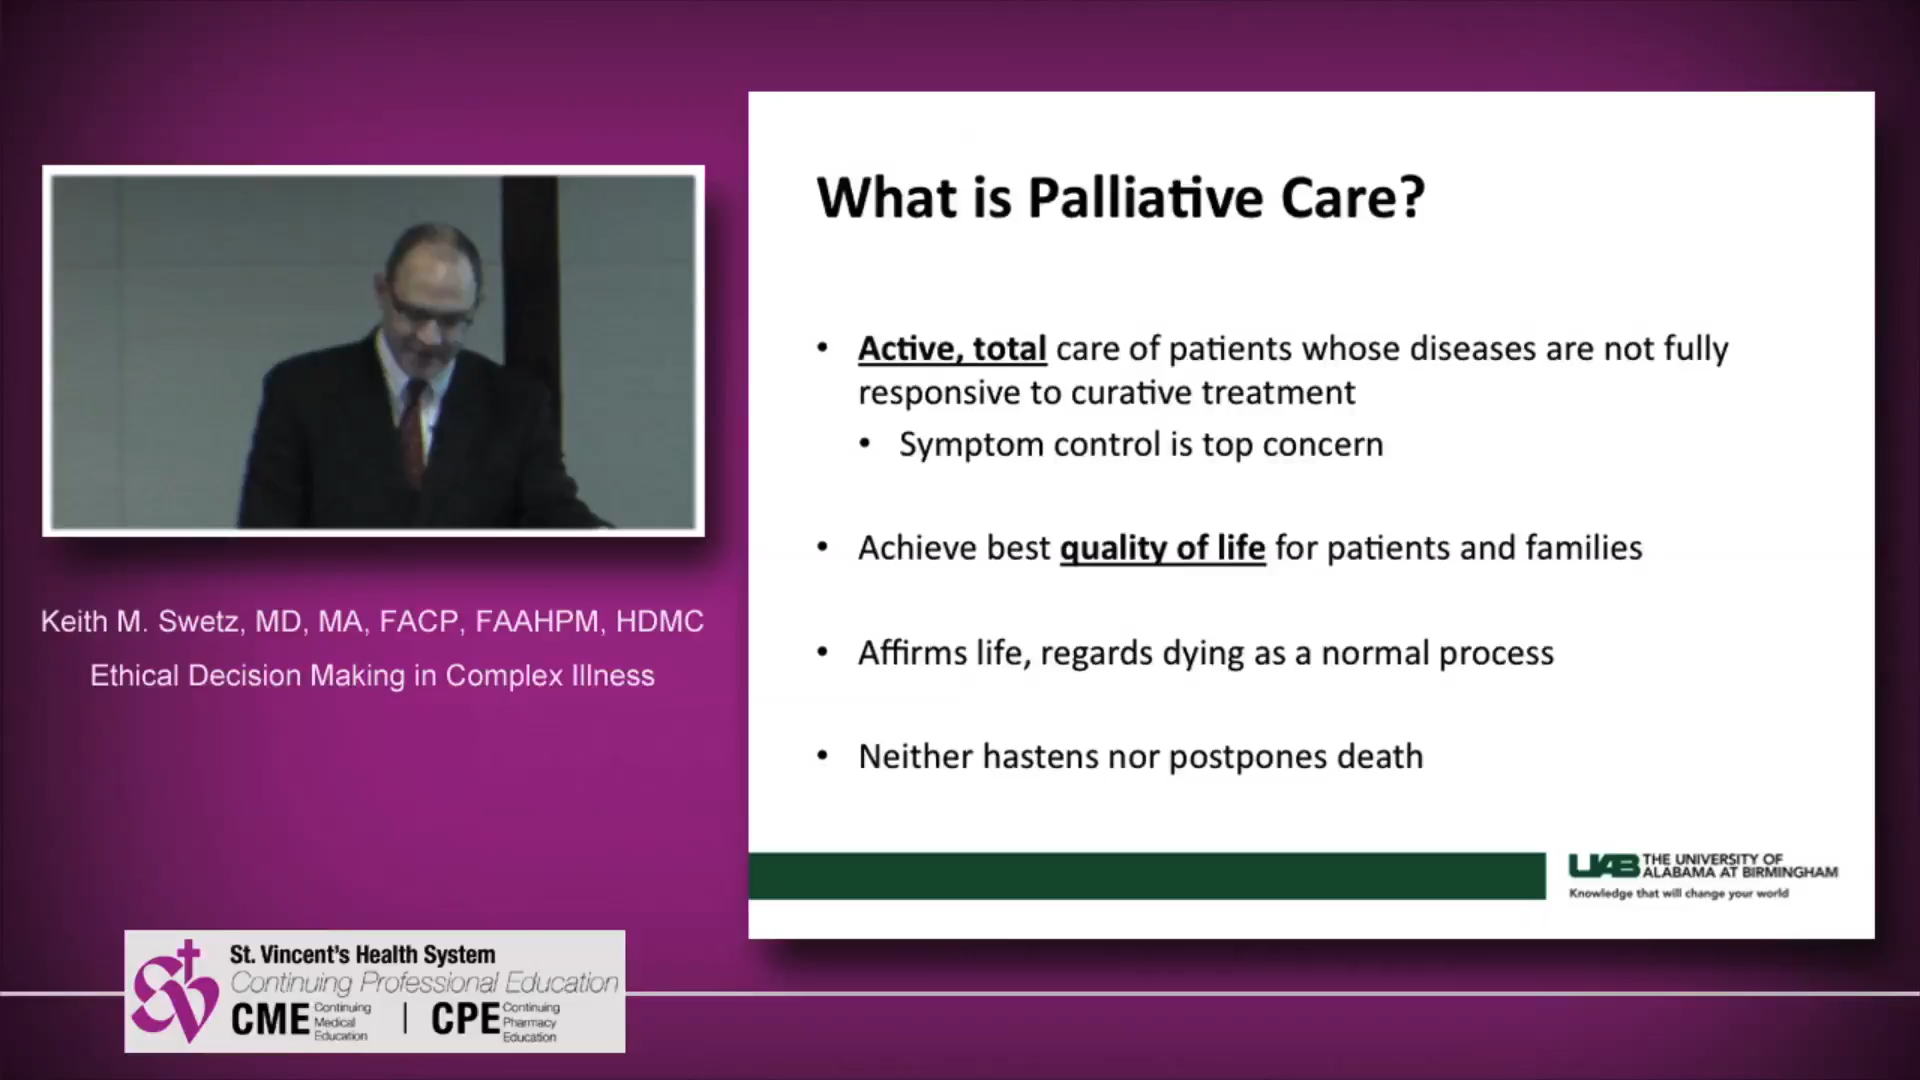 What is Palliative Care?
• Active, total care of patients whose diseases are not fully
responsive to curative treatment
• Symptom control is top concern
• Achieve best quality of life for patients and families
• Affirms life, regards dying as a normal process
• Neither hastens nor postpones death
UAB THE UNIVERSITY OF
ALABAMA AT BIRMINGHAM
Knowledge that will change your world
Keith M. Swetz, MD, MA, FACP, FAAHPM, HDMC
Ethical Decision Making in Complex Illness
St. Vincent's Health System
Continuing Professional Education
CME Continuing Medical Education | CPE Continuing Pharmacy Education